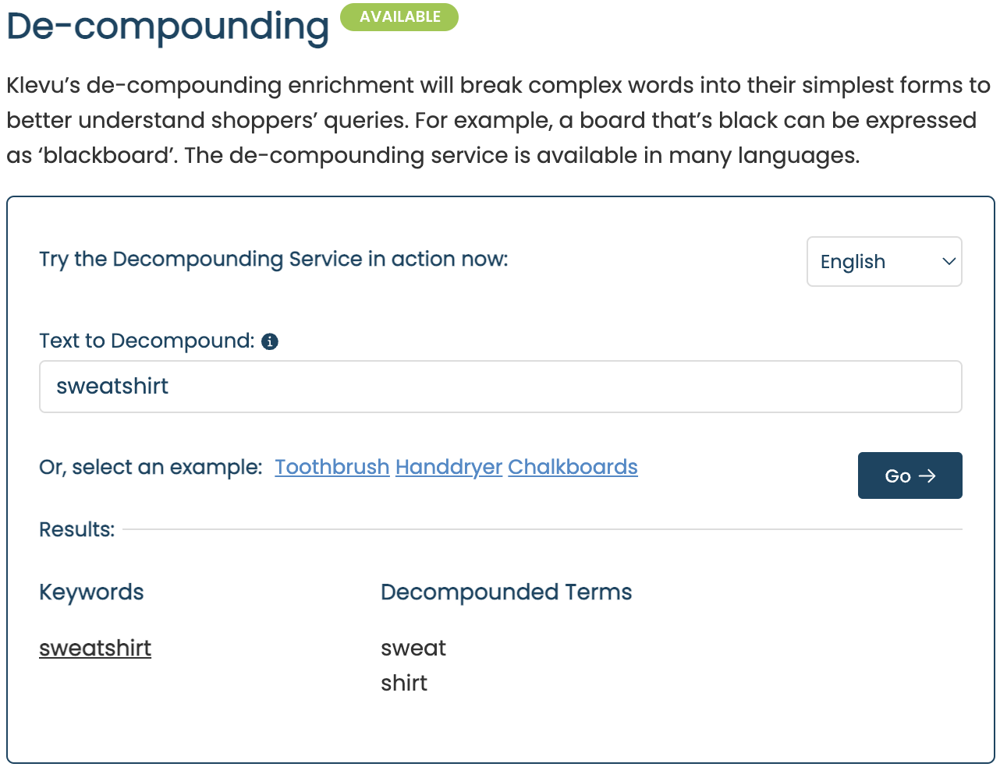 De-compounding AVAILABLE
Klevu’s de-compounding enrichment will break complex words into their simplest forms to
better understand shoppers’ queries. For example, a board that’s black can be expressed
as ‘blackboard’. The de-compounding service is available in many languages.
Try the Decompounding Service in action now: English
Text to Decompound:
sweatshirt
Or, select an example: Toothbrush Handdryer Chalkboards Go →
Results:
Keywords Decompounded Terms
sweatshirt sweat
shirt